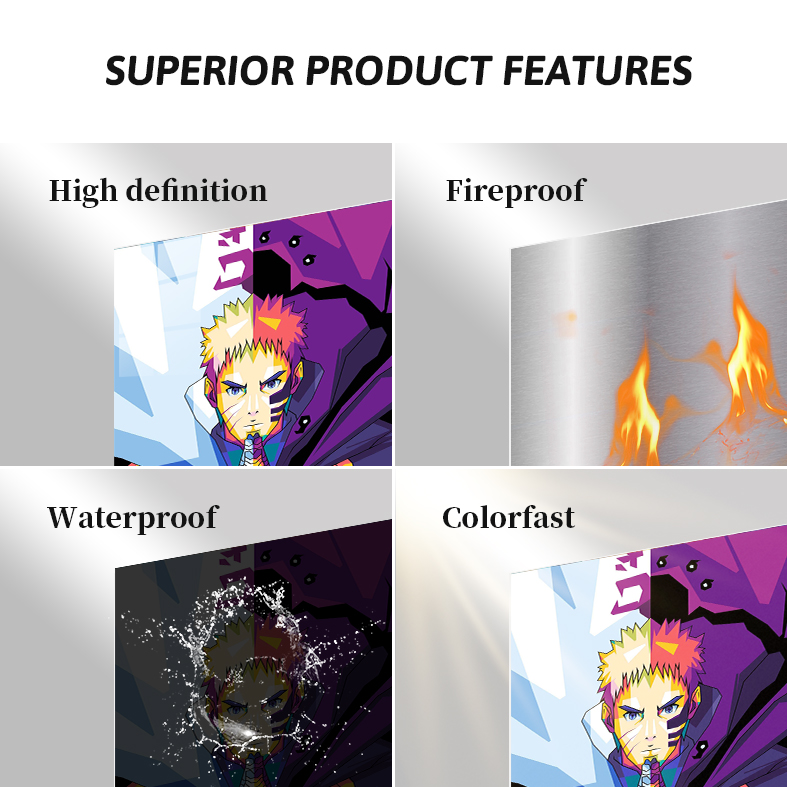 SUPERIOR PRODUCT FEATURES
High definition
Fireproof
Waterproof
Colorfast